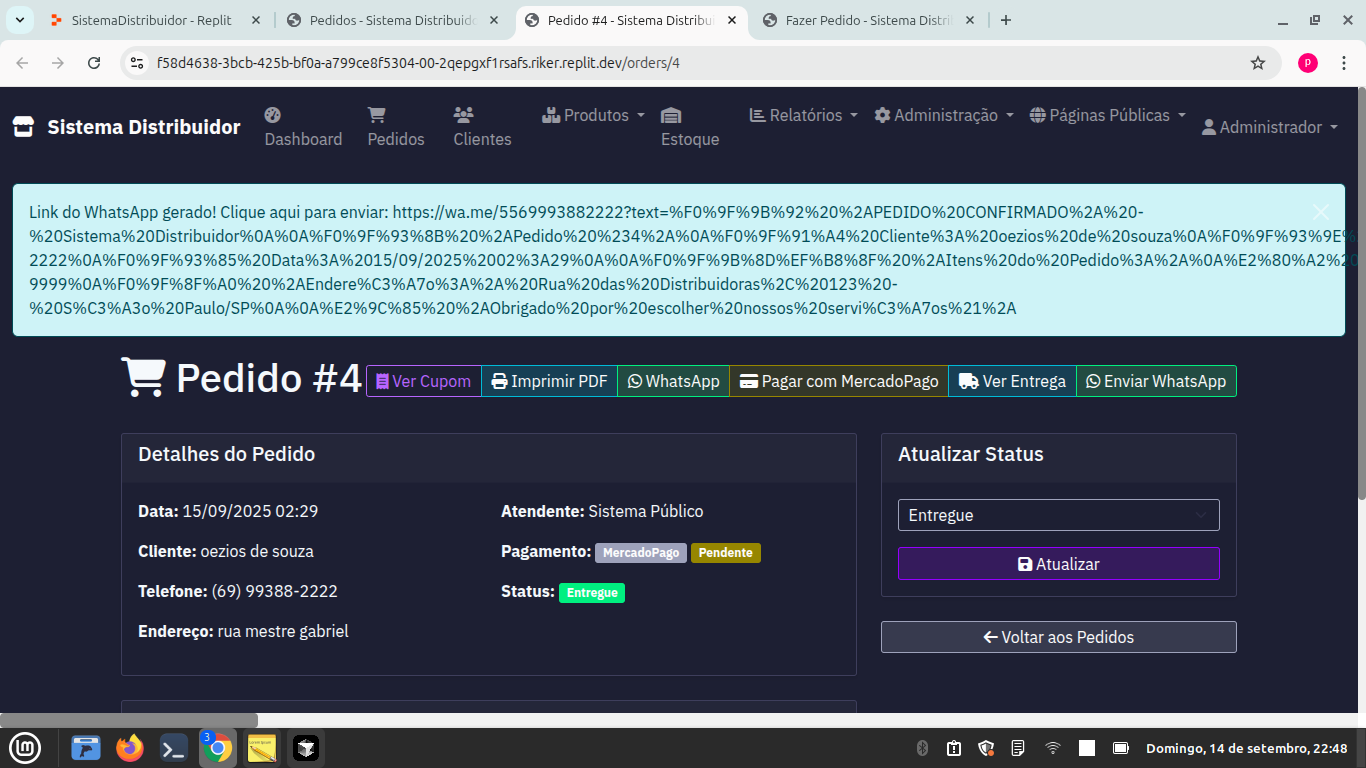 SistemaDistribuidor - Replit
Pedidos - Sistema Distribuido
Pedido #4 - Sistema Distribu
Fazer Pedido - Sistema Distri
f58d4638-3bcb-425b-bf0a-a799ce8f5304-00-2qepgxf1rsafs.riker.replit.dev/orders/4
p
Sistema Distribuidor
Dashboard
Pedidos
Clientes
Produtos
Estoque
Relatórios
Administração
Páginas Públicas
Administrador
Link do WhatsApp gerado! Clique aqui para enviar: https://wa.me/5569993882222?text=%F0%9F%9B%92%20%2APEDIDO%20CONFIRMADO%2A%20-
%20Sistema%20Distribuidor%0A%0A%F0%9F%93%8B%20%2APedido%20%234%2A%0A%F0%9F%91%A4%20Cliente%3A%20oezios%20de%20souza%0A%F0%9F%93%9E%
2222%0A%F0%9F%93%85%20Data%3A%2015/09/2025%2002%3A29%0A%0A%F0%9F%9B%8D%EF%B8%8F%20%2AItens%20do%20Pedido%3A%2A%0A%E2%80%A2%20
9999%0A%F0%9F%8F%A0%20%2AEndere%C3%A7o%3A%2A%20Rua%20das%20Distribuidoras%2C%20123%20-
%20S%C3%A3o%20Paulo/SP%0A%0A%E2%9C%85%20%2AObrigado%20por%20escolher%20nossos%20servi%C3%A7os%21%2A
Pedido #4
Ver Cupom
Imprimir PDF
WhatsApp
Pagar com MercadoPago
Ver Entrega
Enviar WhatsApp
Detalhes do Pedido
Data: 15/09/2025 02:29
Cliente: oezios de souza
Telefone: (69) 99388-2222
Endereço: rua mestre gabriel
Atendente: Sistema Público
Pagamento: MercadoPago Pendente
Status: Entregue
Atualizar Status
Entregue
Atualizar
Voltar aos Pedidos
3
Domingo, 14 de setembro, 22:48